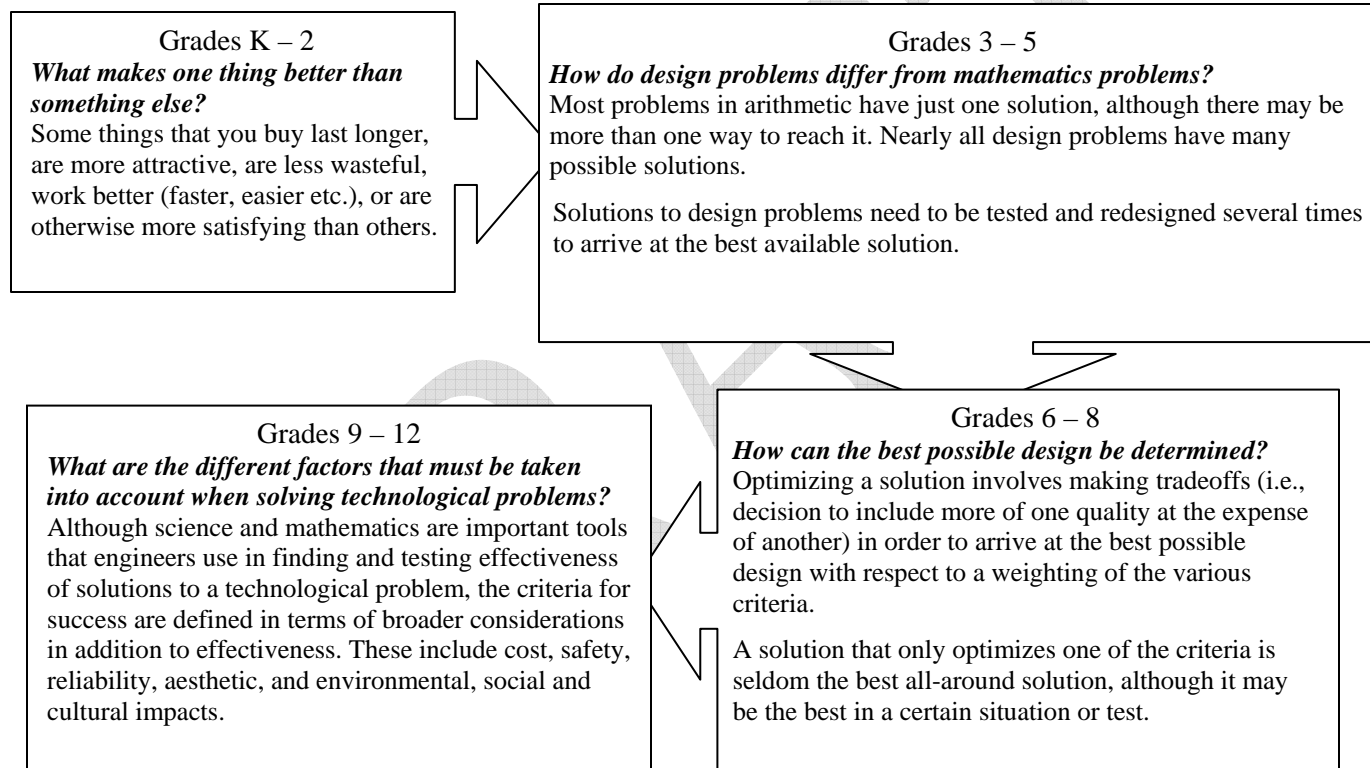 Grades K – 2
What makes one thing better than
something else?
Some things that you buy last longer,
are more attractive, are less wasteful,
work better (faster, easier etc.), or are
otherwise more satisfying than others.
Grades 3 – 5
How do design problems differ from mathematics problems?
Most problems in arithmetic have just one solution, although there may be
more than one way to reach it. Nearly all design problems have many
possible solutions.
Solutions to design problems need to be tested and redesigned several times
to arrive at the best available solution.
Grades 6 – 8
How can the best possible design be determined?
Optimizing a solution involves making tradeoffs (i.e.,
decision to include more of one quality at the expense
of another) in order to arrive at the best possible
design with respect to a weighting of the various
criteria.
A solution that only optimizes one of the criteria is
seldom the best all-around solution, although it may
be the best in a certain situation or test.
Grades 9 – 12
What are the different factors that must be taken
into account when solving technological problems?
Although science and mathematics are important tools
that engineers use in finding and testing effectiveness
of solutions to a technological problem, the criteria for
success are defined in terms of broader considerations
in addition to effectiveness. These include cost, safety,
reliability, aesthetic, and environmental, social and
cultural impacts.